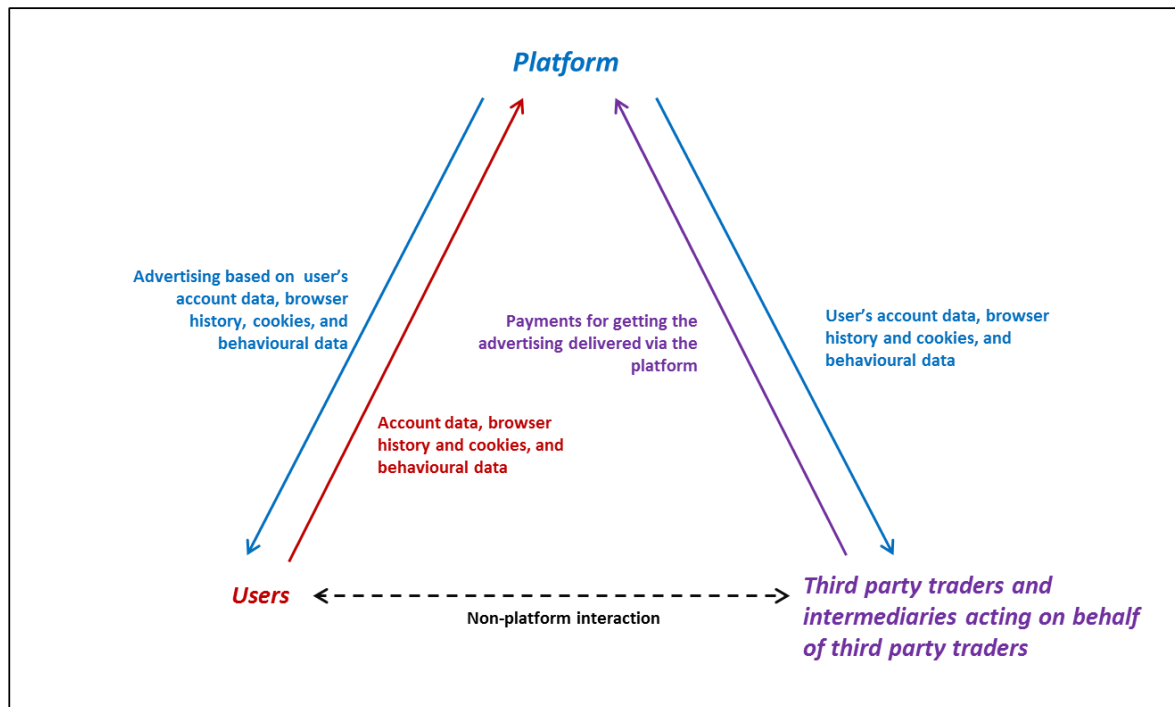 Platform
Advertising based on user's
account data, browser
history, cookies, and
behavioural data
Payments for getting the
advertising delivered via the
platform
User's account data, browser
history and cookies, and
behavioural data
Account data, browser
history and cookies, and
behavioural data
Users
Non-platform interaction
Third party traders and
intermediaries acting on behalf
of third party traders